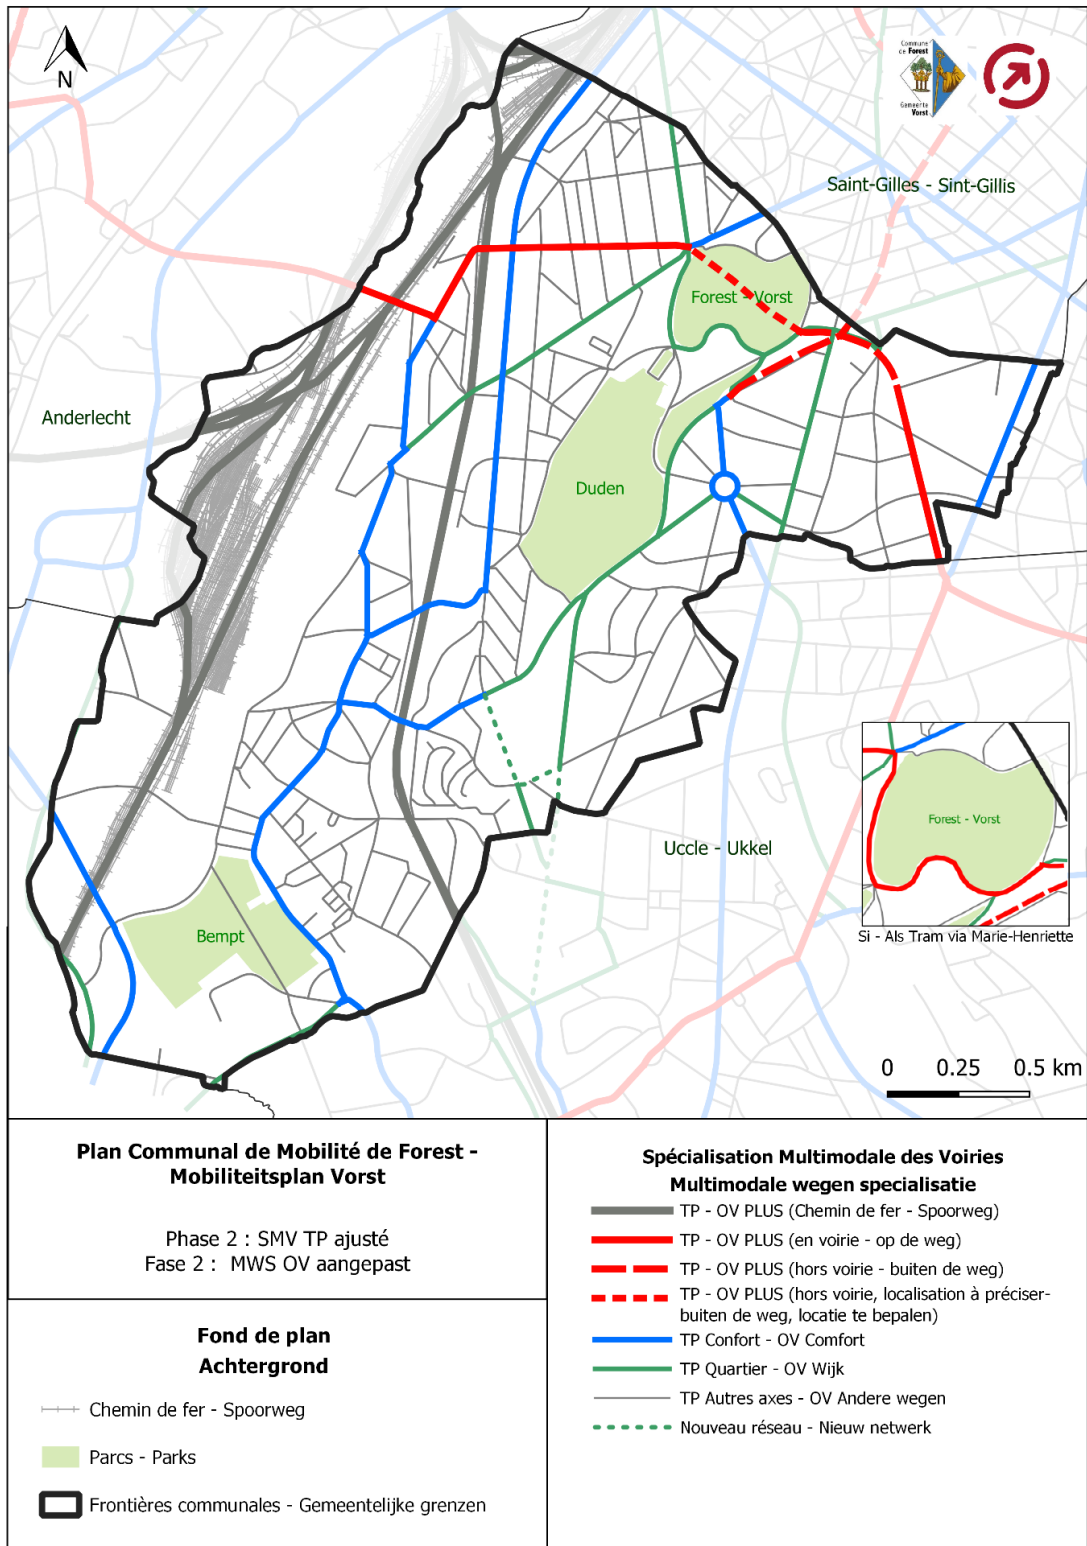 N
Commune
de Forest
Gemeente
Vorst
Saint-Gilles - Sint-Gillis
Forest - Vorst
Anderlecht
Duden
Uccle - Ukkel
Forest - Vorst
Si - Als Tram via Marie-Henriette
Bempt
0 0.25 0.5 km
Plan Communal de Mobilité de Forest -
Mobiliteitsplan Vorst
Phase 2 : SMV TP ajusté
Fase 2 : MWS OV aangepast
Fond de plan
Achtergrond
Chemin de fer - Spoorweg
Parcs - Parks
Frontières communales - Gemeentelijke grenzen
Spécialisation Multimodale des Voiries
Multimodale wegen specialisatie
TP - OV PLUS (Chemin de fer - Spoorweg)
TP - OV PLUS (en voirie - op de weg)
TP - OV PLUS (hors voirie - buiten de weg)
TP - OV PLUS (hors voirie, localisation à préciser-
buiten de weg, locatie te bepalen)
TP Confort - OV Comfort
TP Quartier - OV Wijk
TP Autres axes - OV Andere wegen
Nouveau réseau - Nieuw netwerk